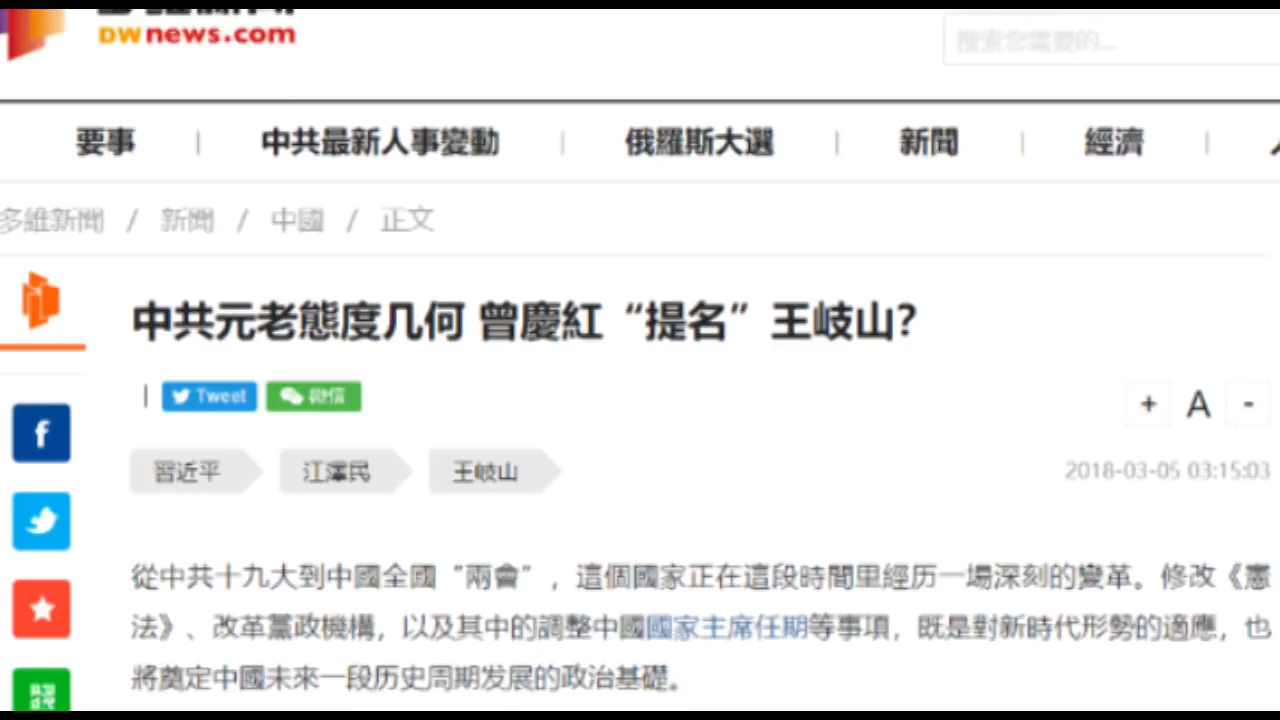 DWnews.com
搜索您需要的...
要事 | 中共最新人事變動 | 俄羅斯大選 | 新聞 | 經濟 |
多維新聞 / 新聞 / 中國 / 正文
中共元老態度几何 曾慶紅“提名”王岐山?
| Tweet 微信
+ A -
習近平 江澤民 王岐山
2018-03-05 03:15:03
從中共十九大到中國全國“兩會”，這個國家正在這段時間里經历一場深刻的變革。修改《憲
法》、改革黨政機構，以及其中的調整中國國家主席任期等事項，既是對新時代形勢的適應，也
將奠定中國未來一段历史周期发展的政治基礎。